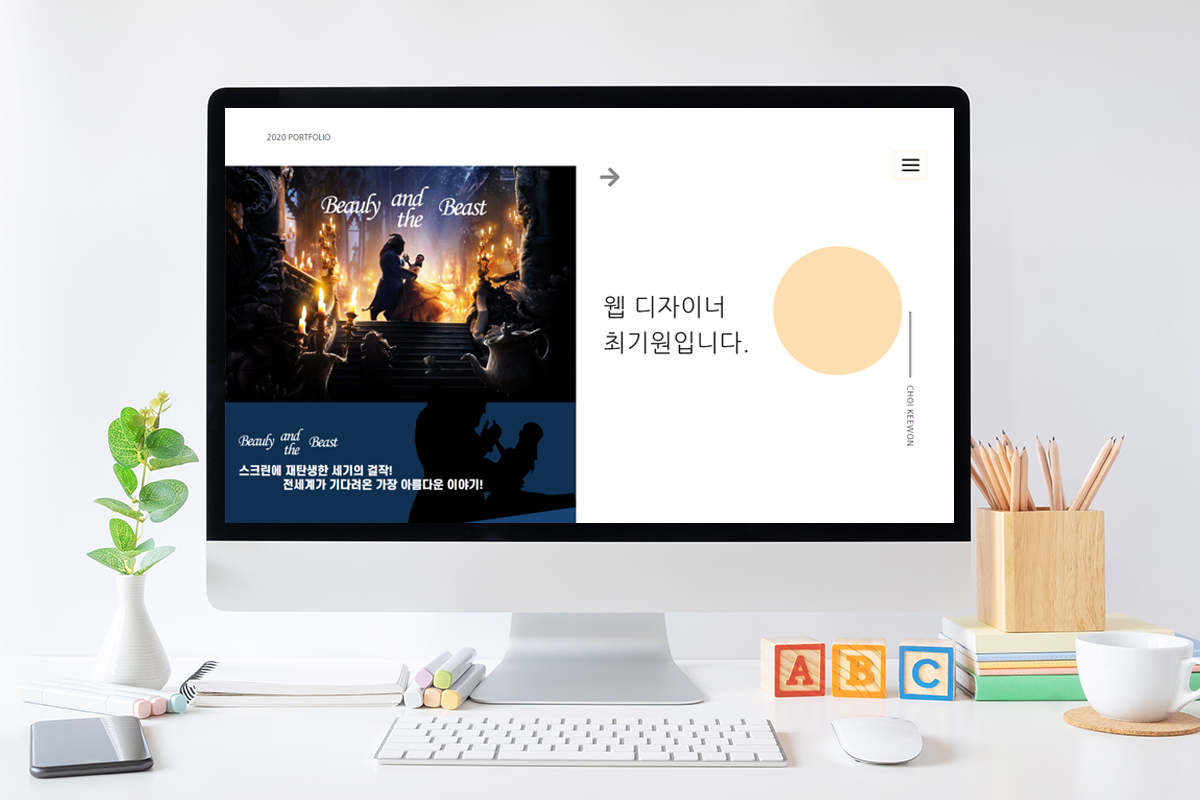 2020 PORTFOLIO
Beauty and the Beast
웹 디자이너
최기원입니다.
CHOI KEEWON
Beauty and the Beast
스크린에 재탄생한 세기의 걸작!
전세계가 기다려온 가장 아름다운 이야기!
A B C